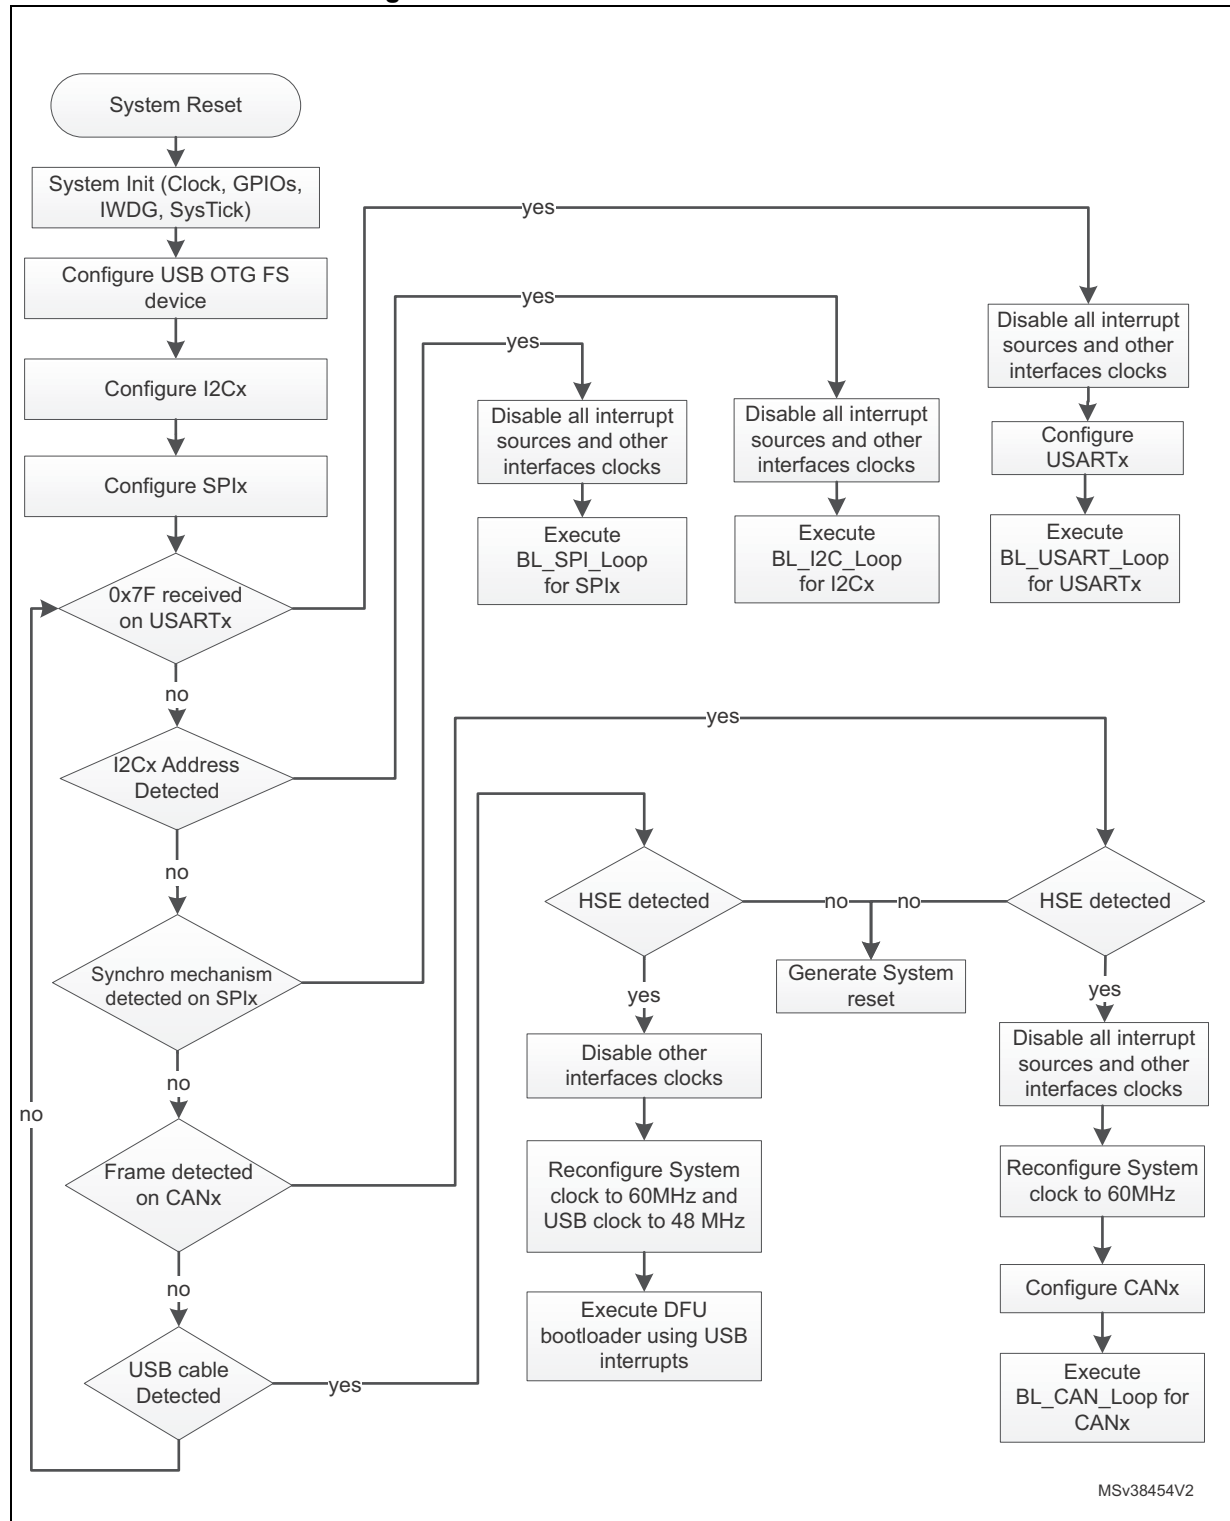 System Reset
System Init (Clock, GPIOs,
IWDG, SysTick)
Configure USB OTG FS
device
Configure I2Cx
Configure SPIx
0x7F received
on USARTx
no
I2Cx Address
Detected
no
Synchro mechanism
detected on SPIx
no
Frame detected
on CANx
no
USB cable
Detected
no
yes
yes
yes
Disable all interrupt
sources and other
interfaces clocks
Execute
BL_SPI_Loop
for SPIx
Disable all interrupt
sources and other
interfaces clocks
Execute
BL_I2C_Loop
for I2Cx
Disable all interrupt
sources and other
interfaces clocks
Configure
USARTx
Execute
BL_USART_Loop
for USARTx
yes
yes
HSE detected
no
no
HSE detected
Generate System
reset
yes
Disable other
interfaces clocks
Reconfigure System
clock to 60MHz and
USB clock to 48 MHz
Execute DFU
bootloader using USB
interrupts
yes
Disable all interrupt
sources and other
interfaces clocks
Reconfigure System
clock to 60MHz
Configure CANx
Execute
BL_CAN_Loop for
CANx
MSv38454V2